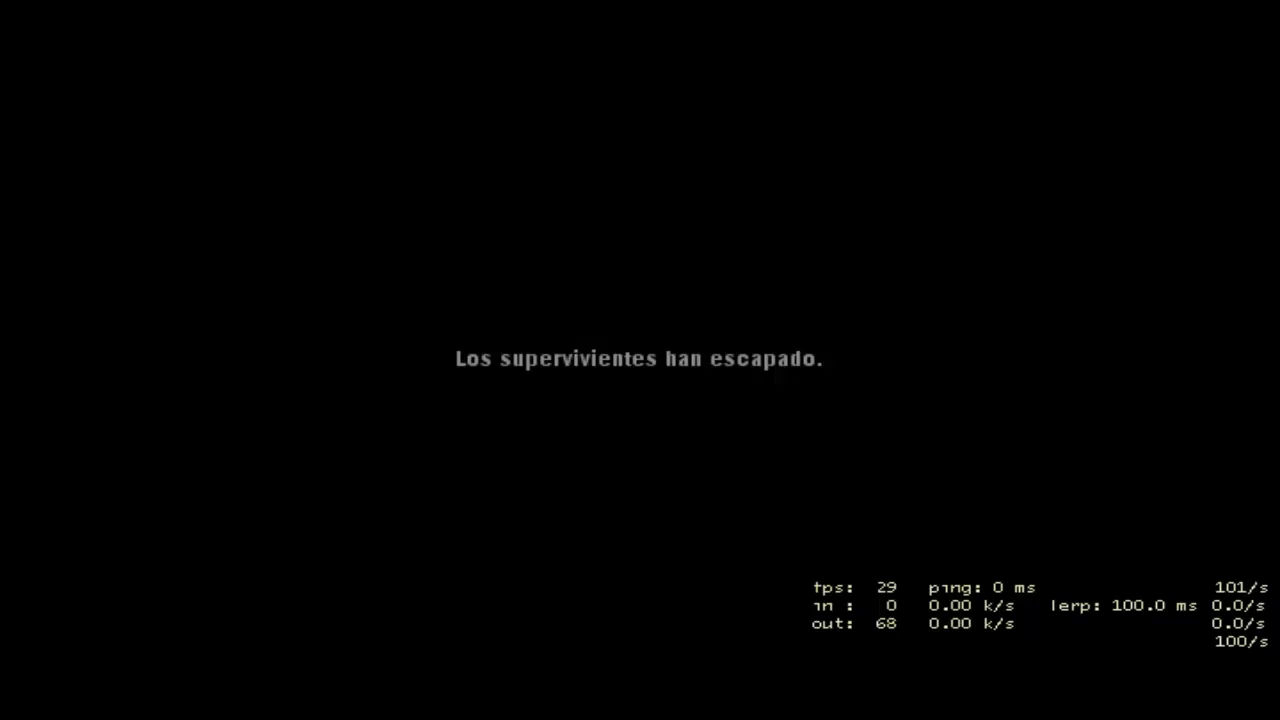 Los supervivientes han escapado.
fps: 29 ping: 0 ms 101/s
in : 0 0.00 k/s lerp: 100.0 ms 0.0/s
out: 68 0.00 k/s 0.0/s
100/s